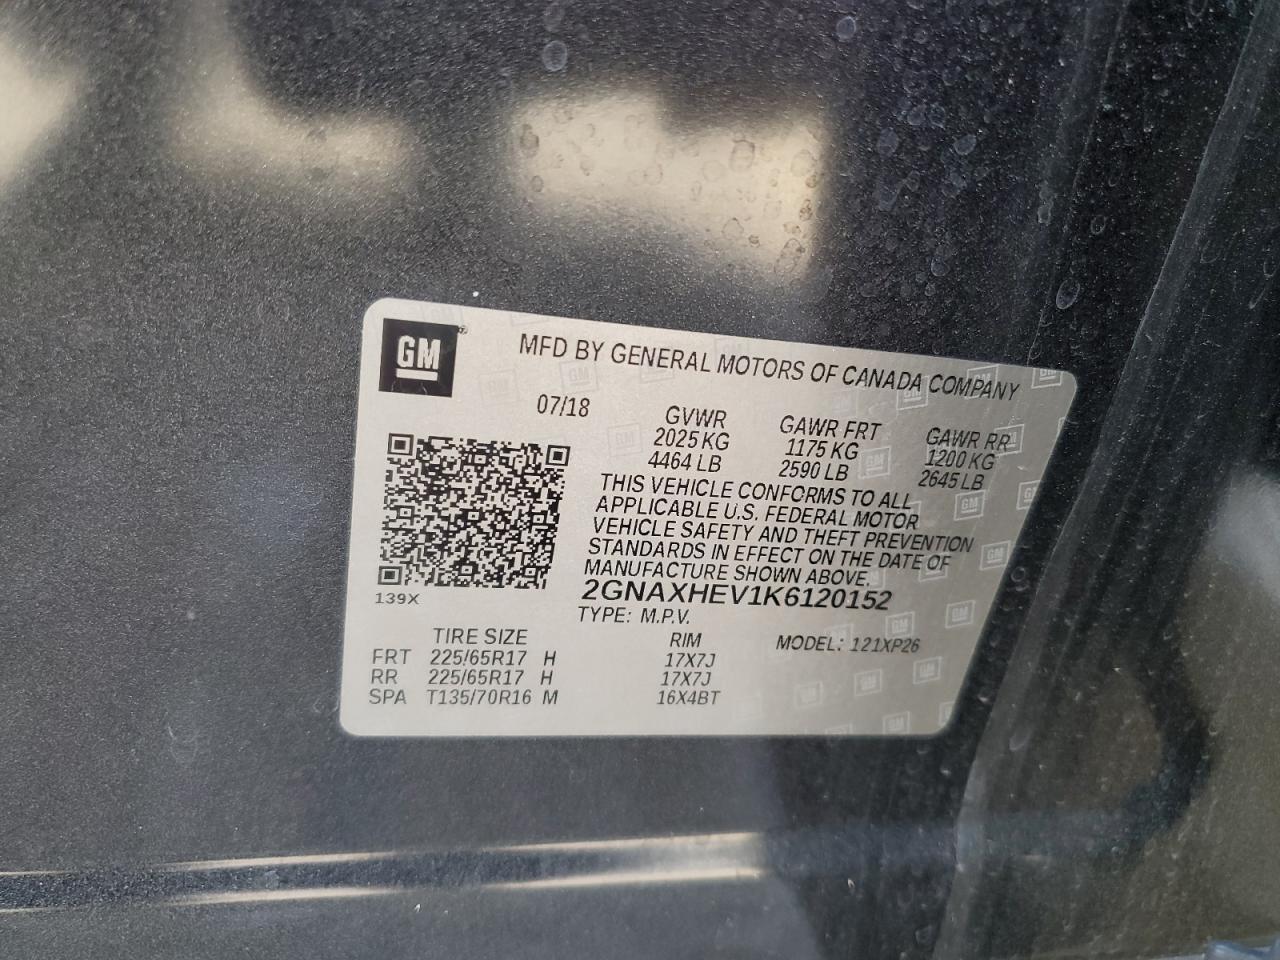 GM
MFD BY GENERAL MOTORS OF CANADA COMPANY
07/18
GVWR GAWR FRT GAWR RR
2025 KG 1175 KG 1200 KG
4464 LB 2590 LB 2645 LB
THIS VEHICLE CONFORMS TO ALL
APPLICABLE U.S. FEDERAL MOTOR
VEHICLE SAFETY AND THEFT PREVENTION
STANDARDS IN EFFECT ON THE DATE OF
MANUFACTURE SHOWN ABOVE.
2GNAXHEV1K6120152
139X
TYPE: M.P.V.
TIRE SIZE RIM MODEL: 121XP26
FRT 225/65R17 H 17X7J
RR 225/65R17 H 17X7J
SPA T135/70R16 M 16X4BT